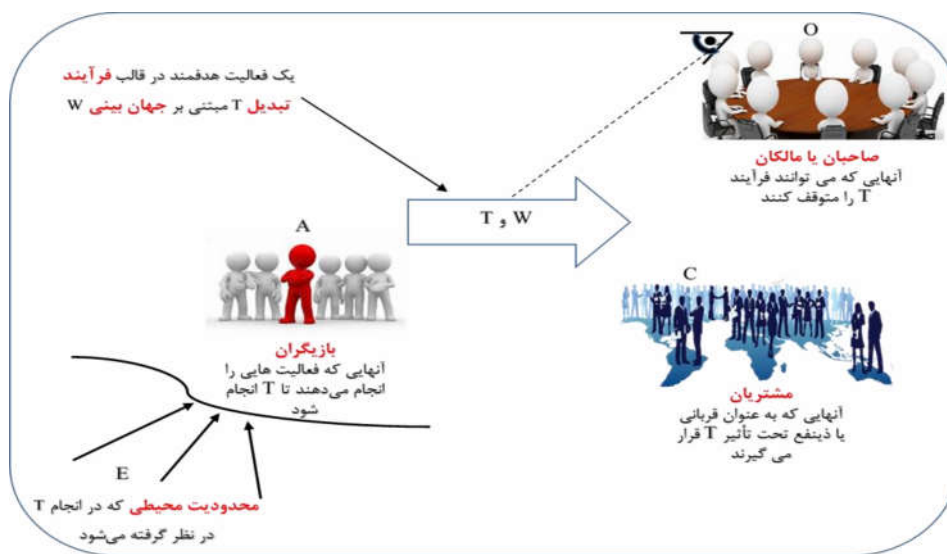 یک فعالیت هدفمند در قالب فرآیند
تبدیل T مبتنی بر جهان بینی W
O
صاحبان یا مالکان
آنهایی که می توانند فرآیند
T را متوقف کنند
T و W
A
بازیگران
آنهایی که فعالیت هایی را
انجام می‌دهند تا T انجام
شود
C
مشتریان
آنهایی که به عنوان قربانی
یا ذینفع تحت تأثیر T قرار
می گیرند
E
محدودیت محیطی که در انجام T
در نظر گرفته می‌شود